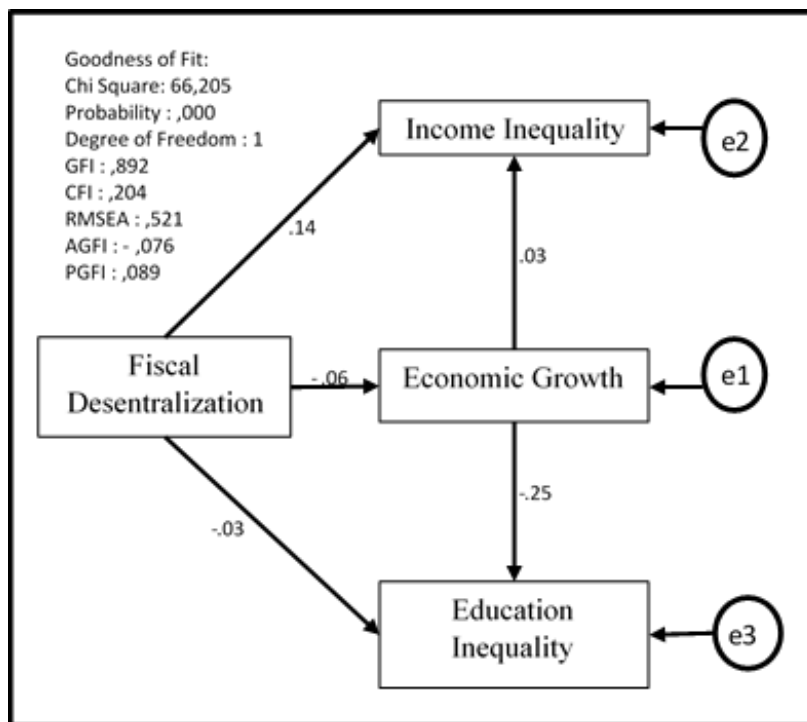 Goodness of Fit:
Chi Square: 66,205
Probability : ,000
Degree of Freedom : 1
GFI : ,892
CFI : ,204
RMSEA : ,521
AGFI : - ,076
PGFI : ,089
Income Inequality
e2
.14
.03
Fiscal
Desentralization
-.06
Economic Growth
e1
-.03
-.25
Education
Inequality
e3